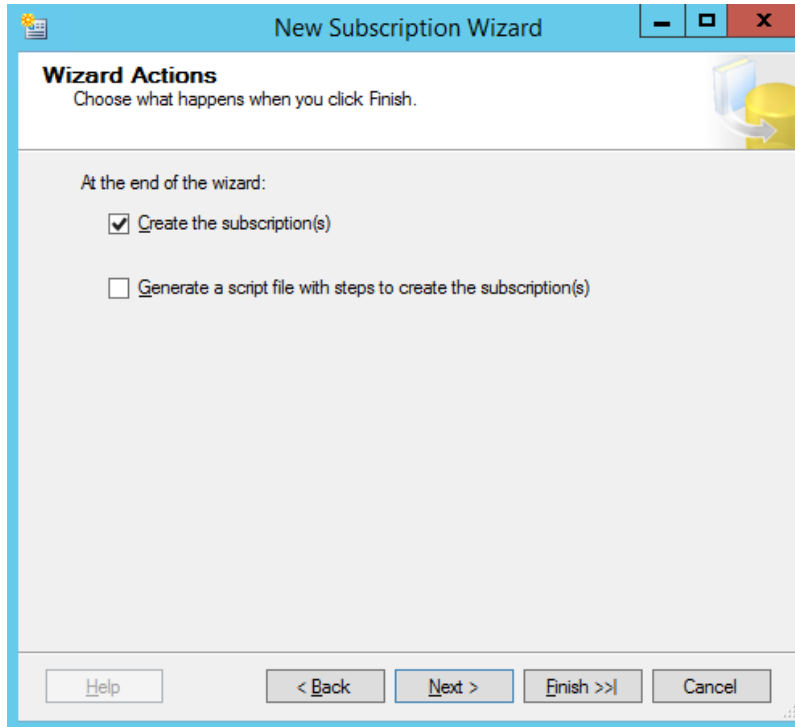 New Subscription Wizard
Wizard Actions
Choose what happens when you click Finish.
At the end of the wizard:
Create the subscription(s)
Generate a script file with steps to create the subscription(s)
Help
< Back
Next >
Finish >>|
Cancel